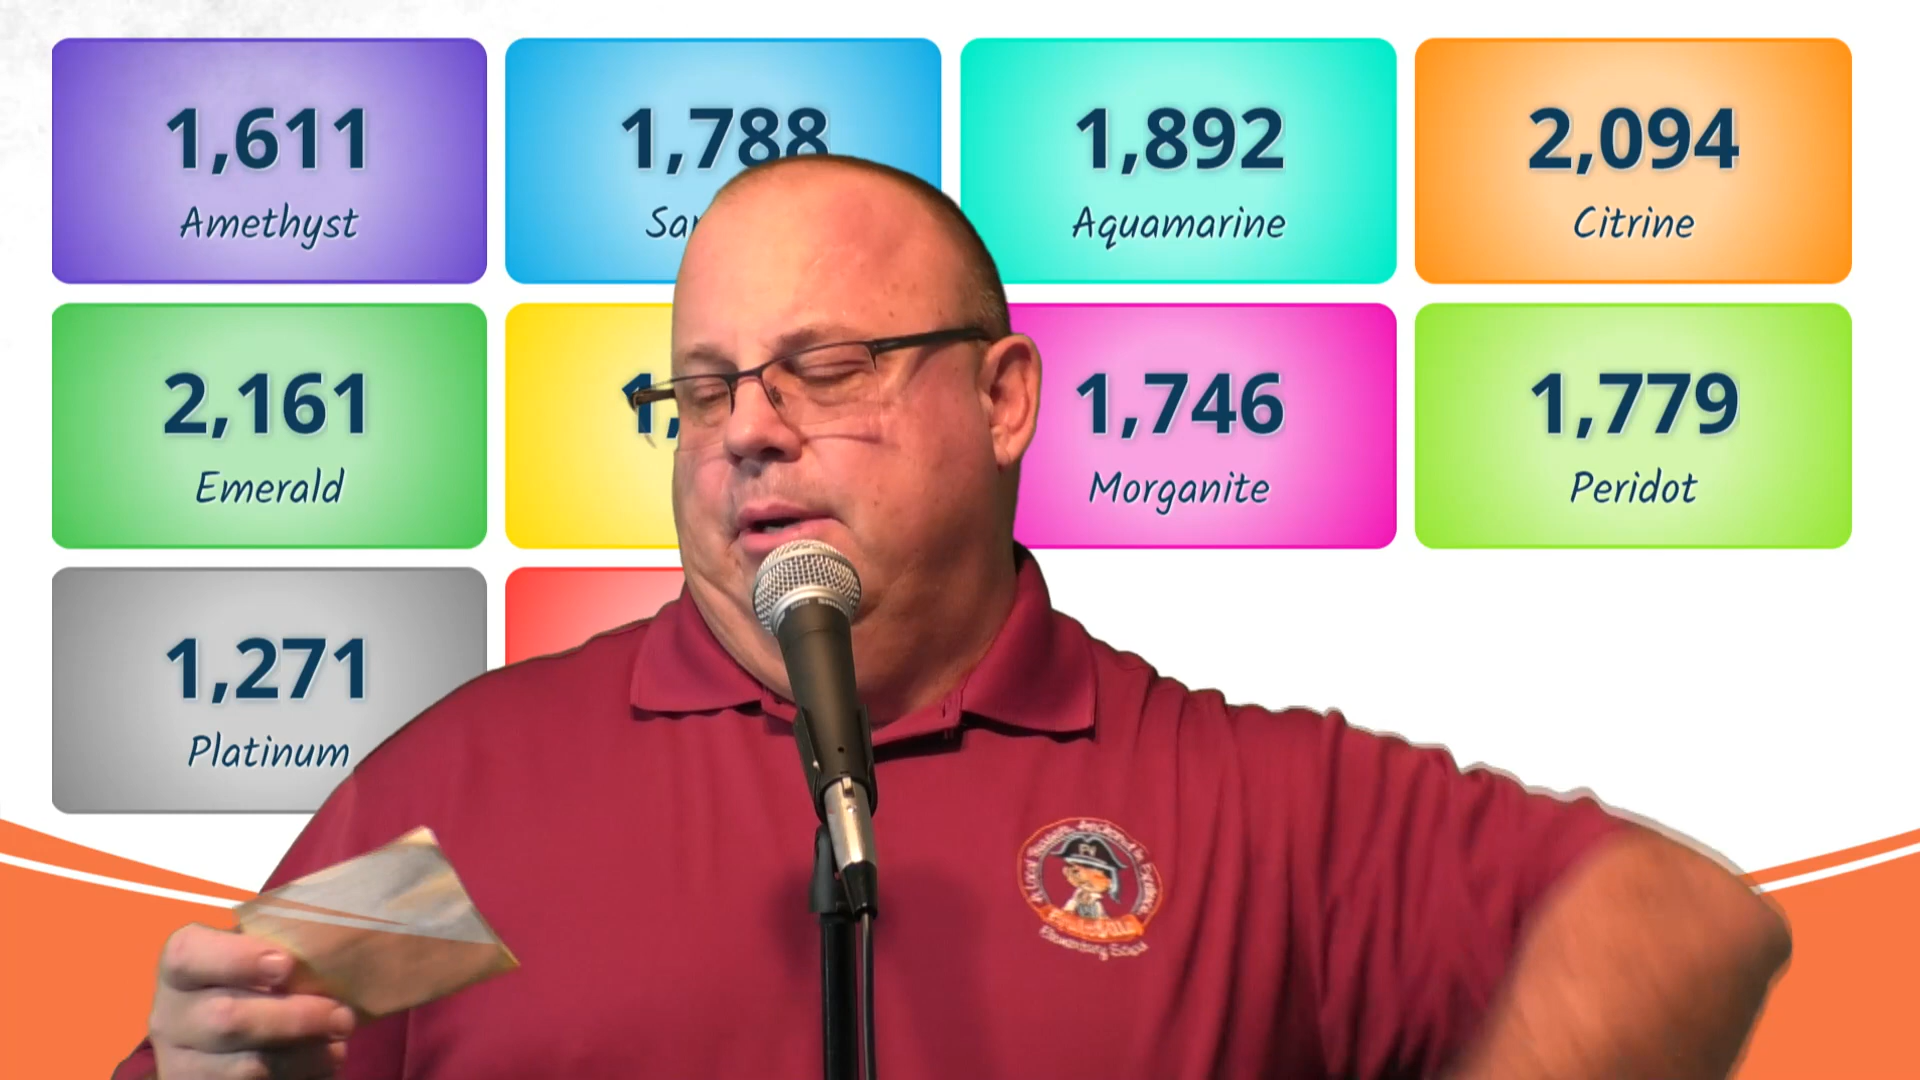 1,611
Amethyst
1,788
1,892
Aquamarine
2,094
Citrine
2,161
Emerald
1,746
Morganite
1,779
Peridot
1,271
Platinum